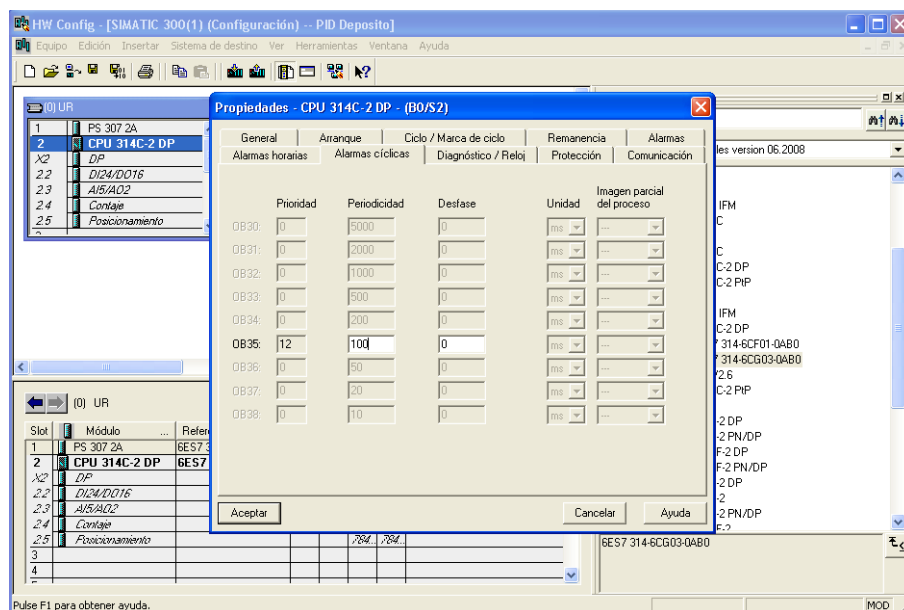 HW Config - [SIMATIC 300(1) (Configuración) -- PID Deposito]
Equipo Edición Insertar Sistema de destino Ver Herramientas Ventana Ayuda
(0) UR
1 PS 307 2A
2 CPU 314C-2 DP
X2 DP
2.2 DI24/DO16
2.3 AI5/AO2
2.4 Contaje
2.5 Posicionamiento
Propiedades - CPU 314C-2 DP - (B0/S2)
General Arranque Ciclo / Marca de ciclo Remanencia Alarmas
Alarmas horarias Alarmas cíclicas Diagnóstico / Reloj Protección Comunicación
Prioridad Periodicidad Desfase Unidad Imagen parcial del proceso
OB30: 0 5000 0 ms ---
OB31: 0 2000 0 ms ---
OB32: 0 1000 0 ms ---
OB33: 0 500 0 ms ---
OB34: 0 200 0 ms ---
OB35: 12 100 0 ms ---
OB36: 0 50 0 ms ---
OB37: 0 20 0 ms ---
OB38: 0 10 0 ms ---
Aceptar Cancelar Ayuda
les version 06.2008
IFM
C
C
C-2 DP
C-2 PtP
IFM
C-2 DP
7 314-6CF01-0AB0
7 314-6CG03-0AB0
/2.6
C-2 PtP
-2 DP
-2 PN/DP
F-2 DP
F-2 PN/DP
-2 DP
-2
-2 PN/DP
F-2
6ES7 314-6CG03-0AB0
(0) UR
Slot Módulo ... Refere
1 PS 307 2A 6ES7 3
2 CPU 314C-2 DP 6ES7
X2 DP
2.2 DI24/DO16
2.3 AI5/AO2
2.4 Contaje
2.5 Posicionamiento 784... 784...
3
4
Pulse F1 para obtener ayuda.
MOD